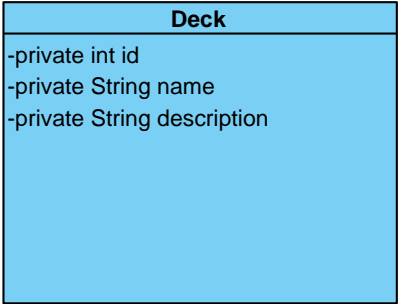 Deck
-private int id
-private String name
-private String description